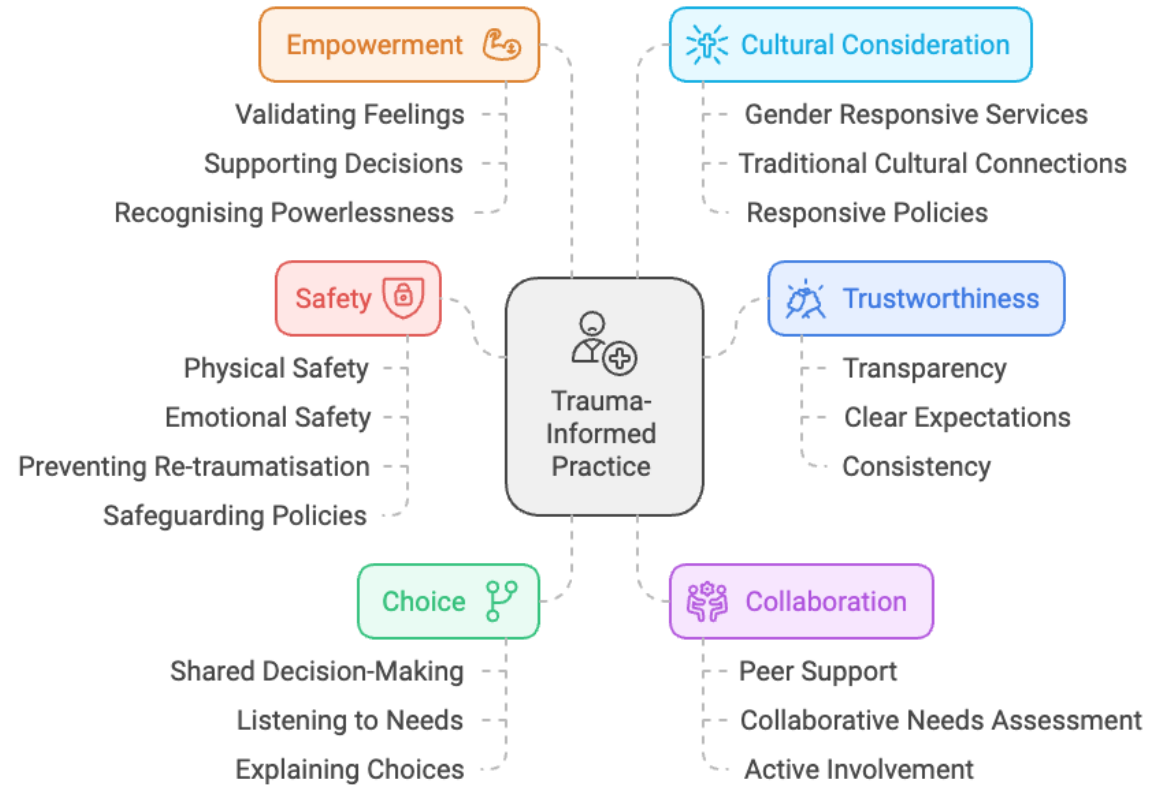 Empowerment
Validating Feelings
Supporting Decisions
Recognising Powerlessness
Cultural Consideration
Gender Responsive Services
Traditional Cultural Connections
Responsive Policies
Safety
Physical Safety
Emotional Safety
Preventing Re-traumatisation
Safeguarding Policies
Trauma-
Informed
Practice
Trustworthiness
Transparency
Clear Expectations
Consistency
Choice
Shared Decision-Making
Listening to Needs
Explaining Choices
Collaboration
Peer Support
Collaborative Needs Assessment
Active Involvement